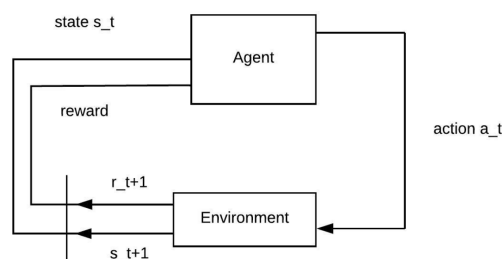 state s_t
Agent
reward
action a_t
r_t+1
Environment
s_t+1